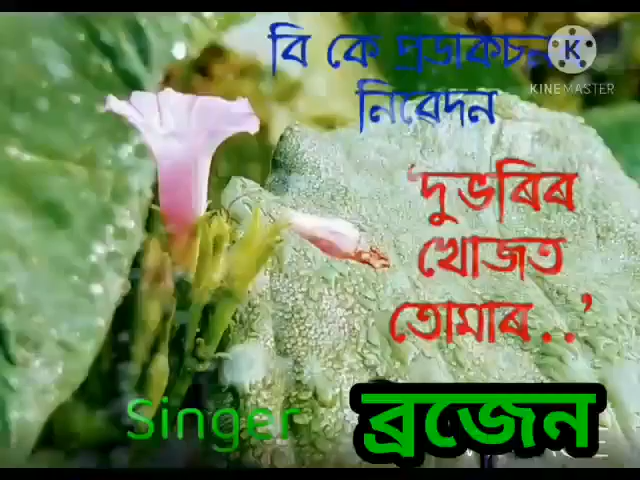 বি কে প্ৰডাকচন
KINEMASTER
নিৱেদন
‘দুভৰিৰ
খোজত
তোমাৰ..’
Singer
ব্ৰজেন